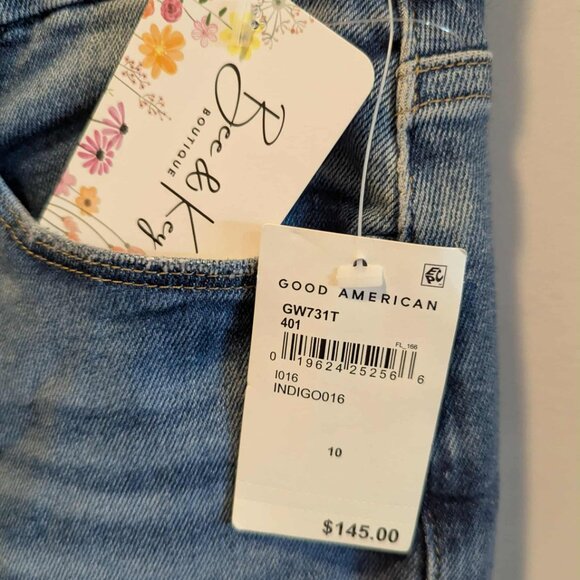 Bee & Key
BOUTIQUE
GOOD AMERICAN
GW731T
401
FL_166
0 19624 25256 6
I016
INDIGO016
10
$145.00